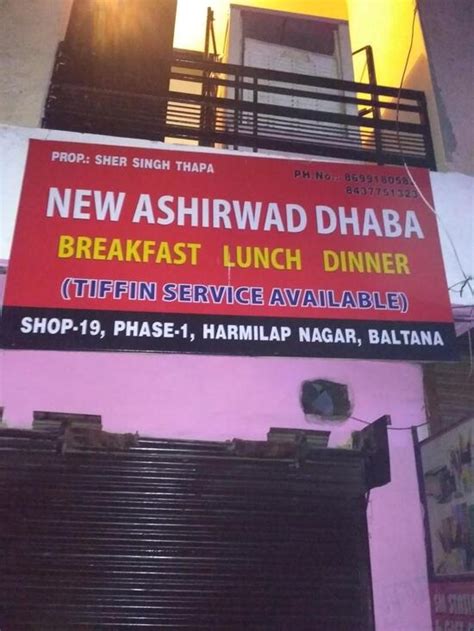 PROP.: SHER SINGH THAPA
PH.No:-
8437751323
NEW ASHIRWAD DHABA
BREAKFAST LUNCH DINNER
(TIFFIN SERVICE AVAILABLE)
SHOP-19, PHASE-1, HARMILAP NAGAR, BALTANA